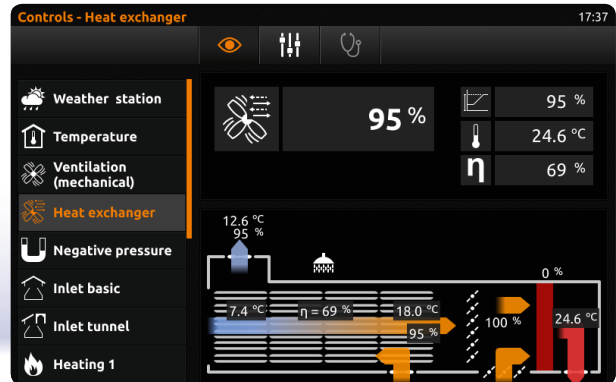 Controls - Heat exchanger
17:37
Weather station
Temperature
Ventilation
(mechanical)
Heat exchanger
Negative pressure
Inlet basic
Inlet tunnel
Heating 1
95 %
95 %
24.6 °C
η
69 %
12.6 °C
95 %
0 %
7.4 °C
η = 69 %
18.0 °C
95 %
100 %
24.6 °C